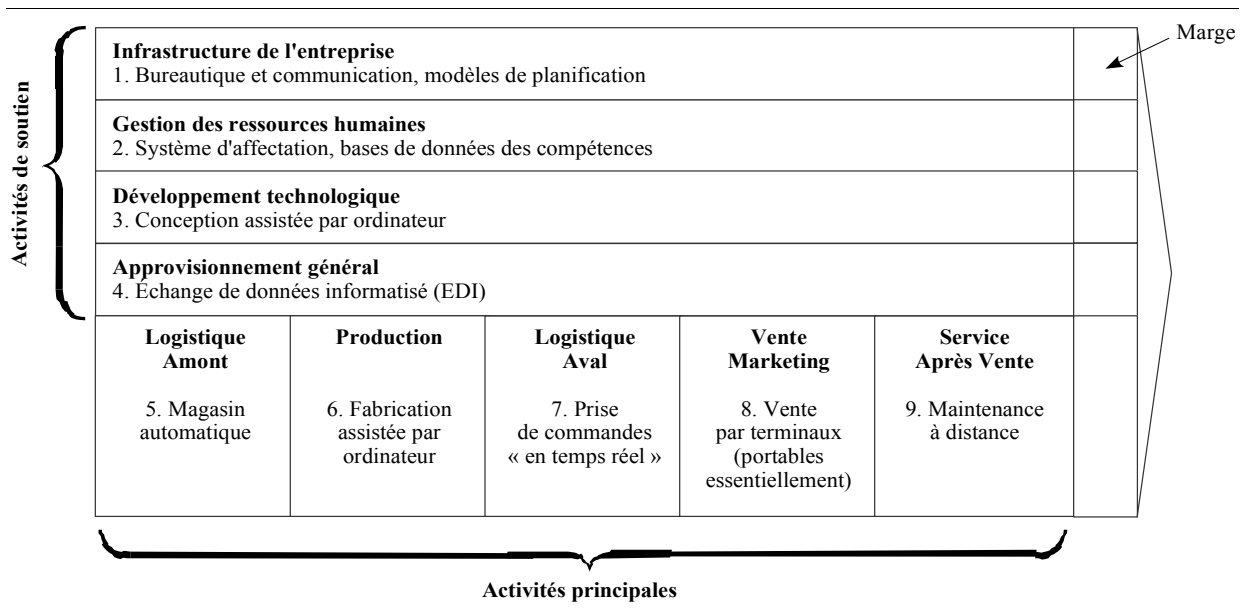 Marge
Activités de soutien
Infrastructure de l'entreprise
1. Bureautique et communication, modèles de planification
Gestion des ressources humaines
2. Système d'affectation, bases de données des compétences
Développement technologique
3. Conception assistée par ordinateur
Approvisionnement général
4. Échange de données informatisé (EDI)
Logistique
Amont
5. Magasin
automatique
Production
6. Fabrication
assistée par
ordinateur
Logistique
Aval
7. Prise
de commandes
« en temps réel »
Vente
Marketing
8. Vente
par terminaux
(portables
essentiellement)
Service
Après Vente
9. Maintenance
à distance
Activités principales